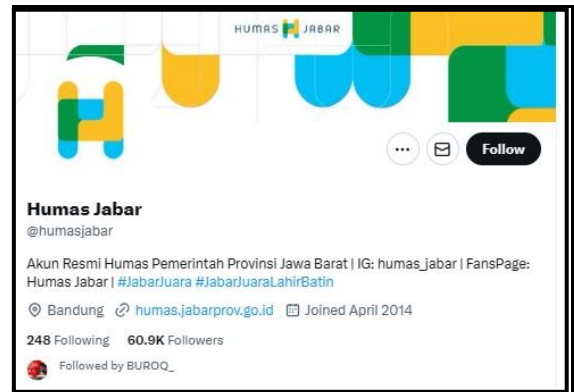 HUMAS JABAR
Follow
Humas Jabar
@humasjabar
Akun Resmi Humas Pemerintah Provinsi Jawa Barat | IG: humas_jabar | FansPage:
Humas Jabar | #JabarJuara #JabarJuaraLahirBatin
Bandung humas.jabarprov.go.id Joined April 2014
248 Following 60.9K Followers
Followed by BUROQ_